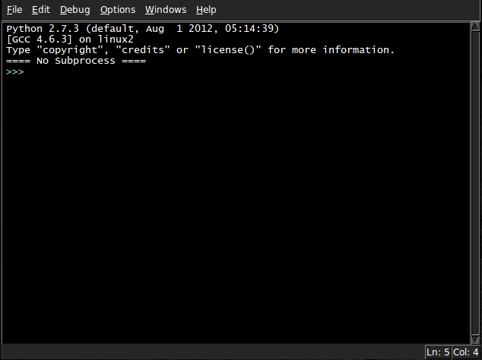 File Edit Debug Options Windows Help
Python 2.7.3 (default, Aug  1 2012, 05:14:39)
[GCC 4.6.3] on linux2
Type "copyright", "credits" or "license()" for more information.
==== No Subprocess ====
>>>
Ln: 5 Col: 4